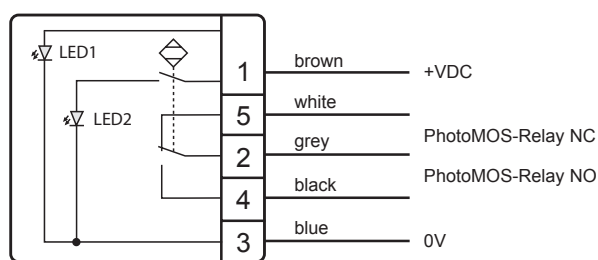 LED1
LED2
1 brown +VDC
5 white
2 grey PhotoMOS-Relay NC
4 black PhotoMOS-Relay NO
3 blue 0V